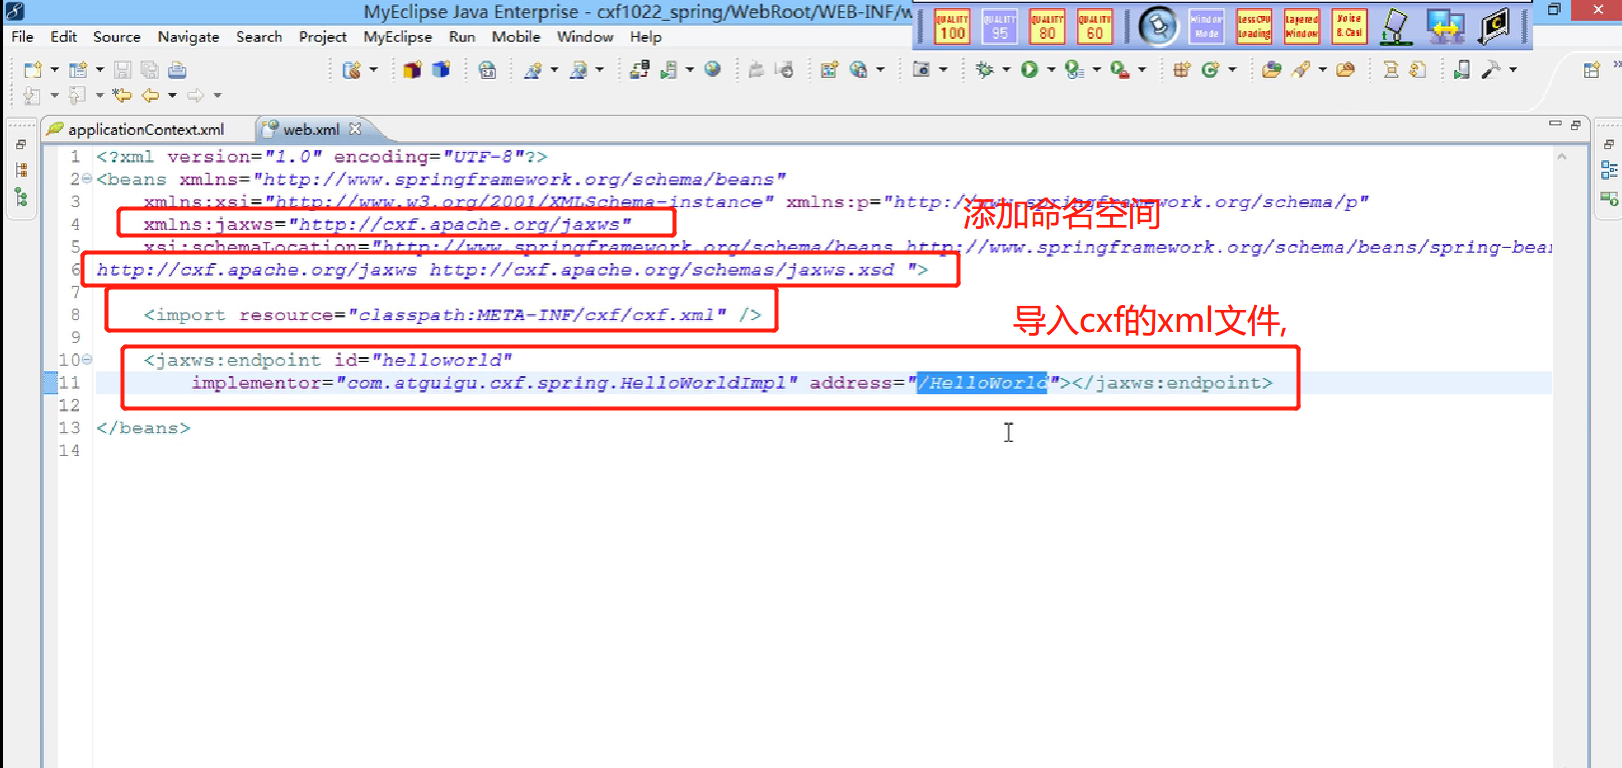 MyEclipse Java Enterprise - cxf1022_spring/WebRoot/WEB-INF/w
QUALITY 100 QUALITY 95 QUALITY 80 QUALITY 60 Window Mode LessCPU Loading Layered Window
File Edit Source Navigate Search Project MyEclipse Run Mobile Window Help
applicationContext.xml web.xml
1 <?xml version="1.0" encoding="UTF-8"?>
2 <beans xmlns="http://www.springframework.org/schema/beans"
3 xmlns:xsi="http://www.w3.org/2001/XMLSchema-instance" xmlns:p="http://www.springframework.org/schema/p"
添加命名空间
4 xmlns:jaxws="http://cxf.apache.org/jaxws"
5 xsi:schemaLocation="http://www.springframework.org/schema/beans http://www.springframework.org/schema/beans/spring-bea
6 http://cxf.apache.org/jaxws http://cxf.apache.org/schemas/jaxws.xsd ">
7
8 <import resource="classpath:META-INF/cxf/cxf.xml" />
导入cxf的xml文件,
9
10 <jaxws:endpoint id="helloworld"
11 implementor="com.atguigu.cxf.spring.HelloWorldImpl" address="/HelloWorld"></jaxws:endpoint>
12
13 </beans>
14